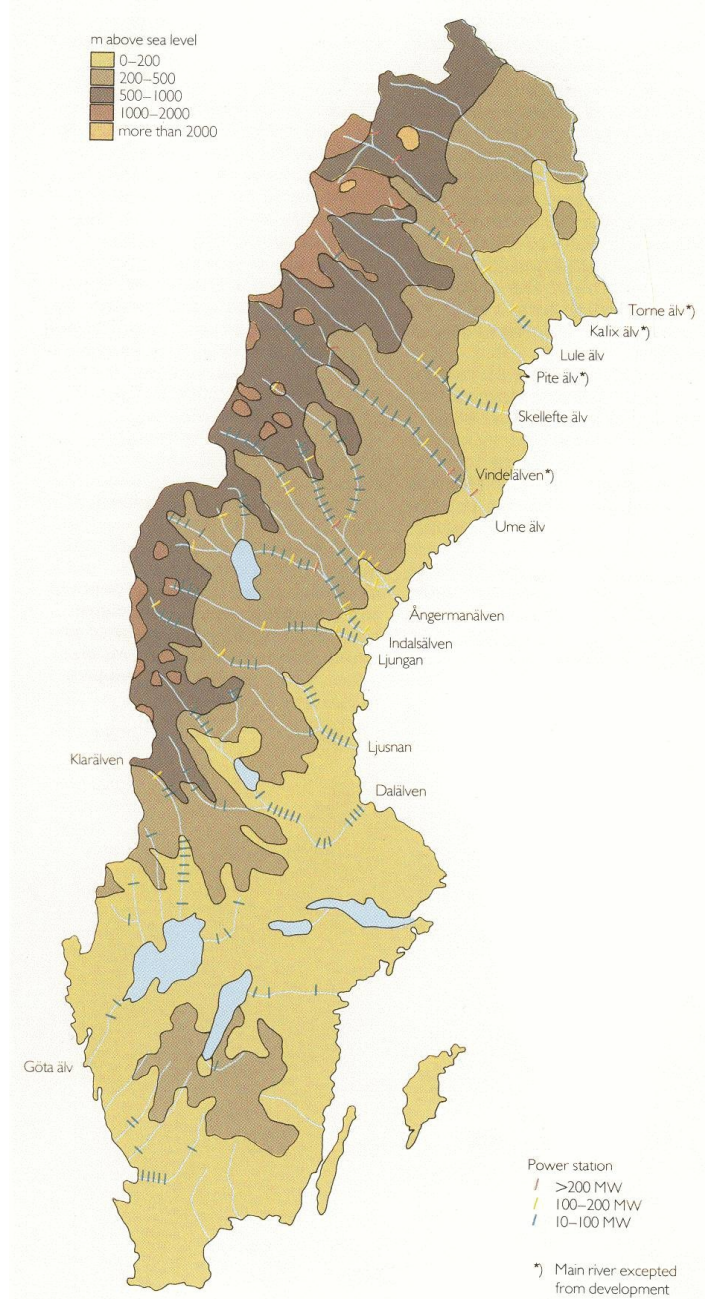 m above sea level
0–200
200–500
500–1000
1000–2000
more than 2000
Torne älv*)
Kalix älv*)
Lule älv
Pite älv*)
Skellefte älv
Vindelälven*)
Ume älv
Ångermanälven
Indalsälven
Ljungan
Ljusnan
Klarälven
Dalälven
Göta älv
Power station
>200 MW
100–200 MW
10–100 MW
*) Main river excepted
from development